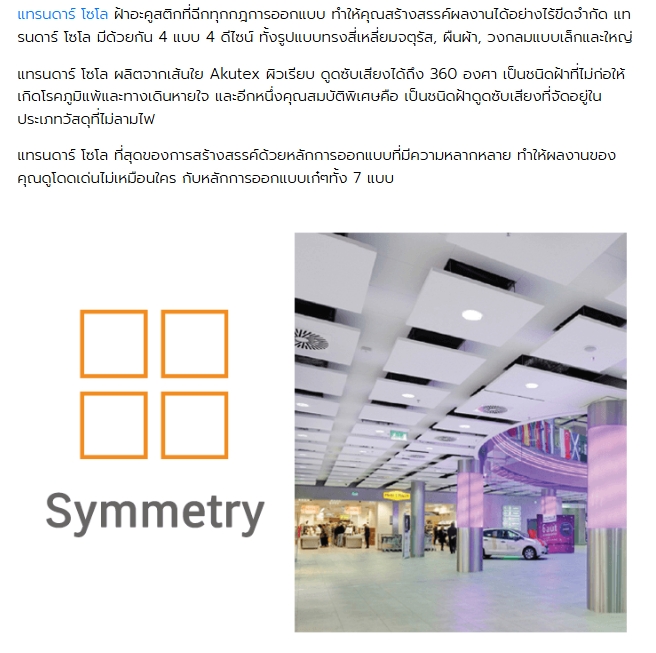 แทรนดาร์ โซโล ฝ้าอะคูสติกที่ฉีกทุกกฎการออกแบบ ทำให้คุณสร้างสรรค์ผลงานได้อย่างไร้ขีดจำกัด แท
รนดาร์ โซโล มีด้วยกัน 4 แบบ 4 ดีไซน์ ทั้งรูปแบบทรงสี่เหลี่ยมจตุรัส, ผืนผ้า, วงกลมแบบเล็กและใหญ่
แทรนดาร์ โซโล ผลิตจากเส้นใย Akutex ผิวเรียบ ดูดซับเสียงได้ถึง 360 องศา เป็นชนิดฝ้าที่ไม่ก่อให้
เกิดโรคภูมิแพ้และทางเดินหายใจ และอีกหนึ่งคุณสมบัติพิเศษคือ เป็นชนิดฝ้าดูดซับเสียงที่จัดอยู่ใน
ประเภทวัสดุที่ไม่ลามไฟ
แทรนดาร์ โซโล ที่สุดของการสร้างสรรค์ด้วยหลักการออกแบบที่มีความหลากหลาย ทำให้ผลงานของ
คุณดูโดดเด่นไม่เหมือนใคร กับหลักการออกแบบเก๋ๆทั้ง 7 แบบ
Symmetry